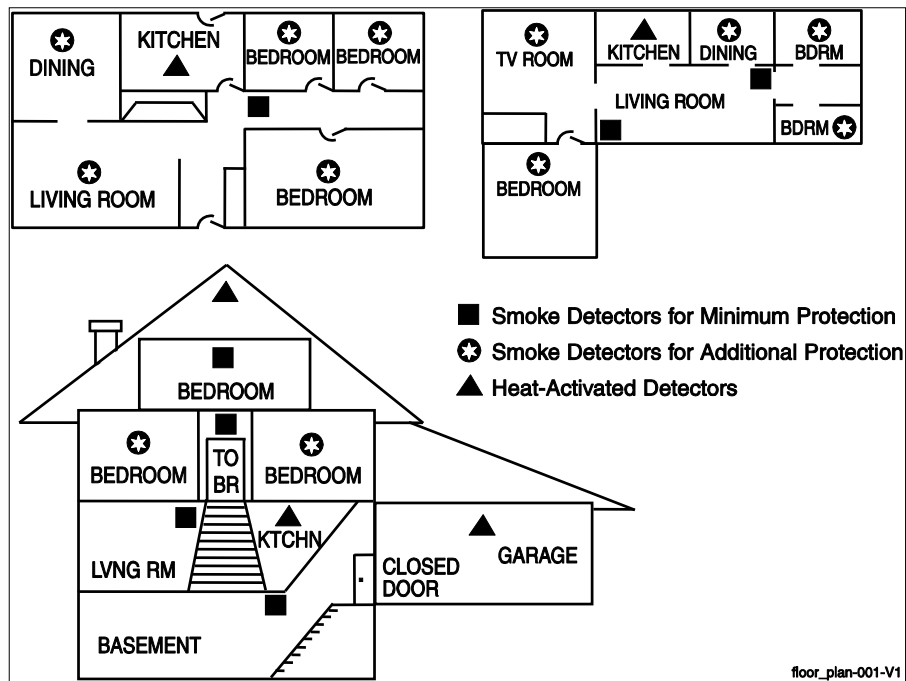 KITCHEN
DINING
BEDROOM
BEDROOM
LIVING ROOM
BEDROOM
TV ROOM
KITCHEN
DINING
BDRM
LIVING ROOM
BDRM
BEDROOM
Smoke Detectors for Minimum Protection
Smoke Detectors for Additional Protection
Heat-Activated Detectors
BEDROOM
BEDROOM
TO
BR
BEDROOM
LVNG RM
KTCHN
CLOSED
DOOR
GARAGE
BASEMENT
floor_plan-001-V1